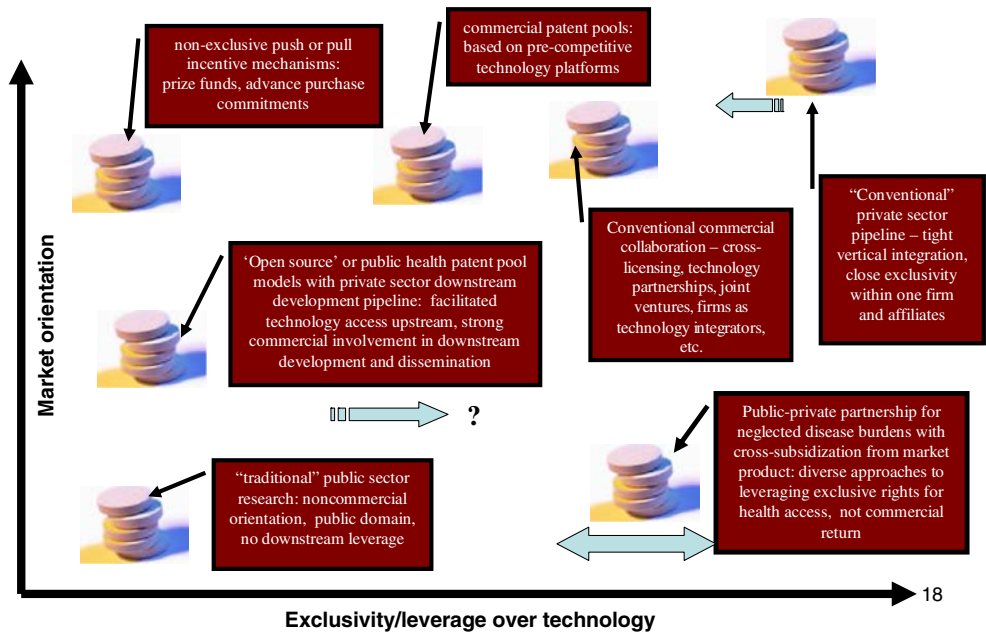 non-exclusive push or pull
incentive mechanisms:
prize funds, advance purchase
commitments
commercial patent pools:
based on pre-competitive
technology platforms
“Conventional”
private sector
pipeline – tight
vertical integration,
close exclusivity
within one firm
and affiliates
Conventional commercial
collaboration – cross-
licensing, technology
partnerships, joint
ventures, firms as
technology integrators,
etc.
‘Open source’ or public health patent pool
models with private sector downstream
development pipeline: facilitated
technology access upstream, strong
commercial involvement in downstream
development and dissemination
?
Public-private partnership for
neglected disease burdens with
cross-subsidization from market
product: diverse approaches to
leveraging exclusive rights for
health access, not commercial
return
“traditional” public sector
research: noncommercial
orientation, public domain,
no downstream leverage
Market orientation
Exclusivity/leverage over technology
18